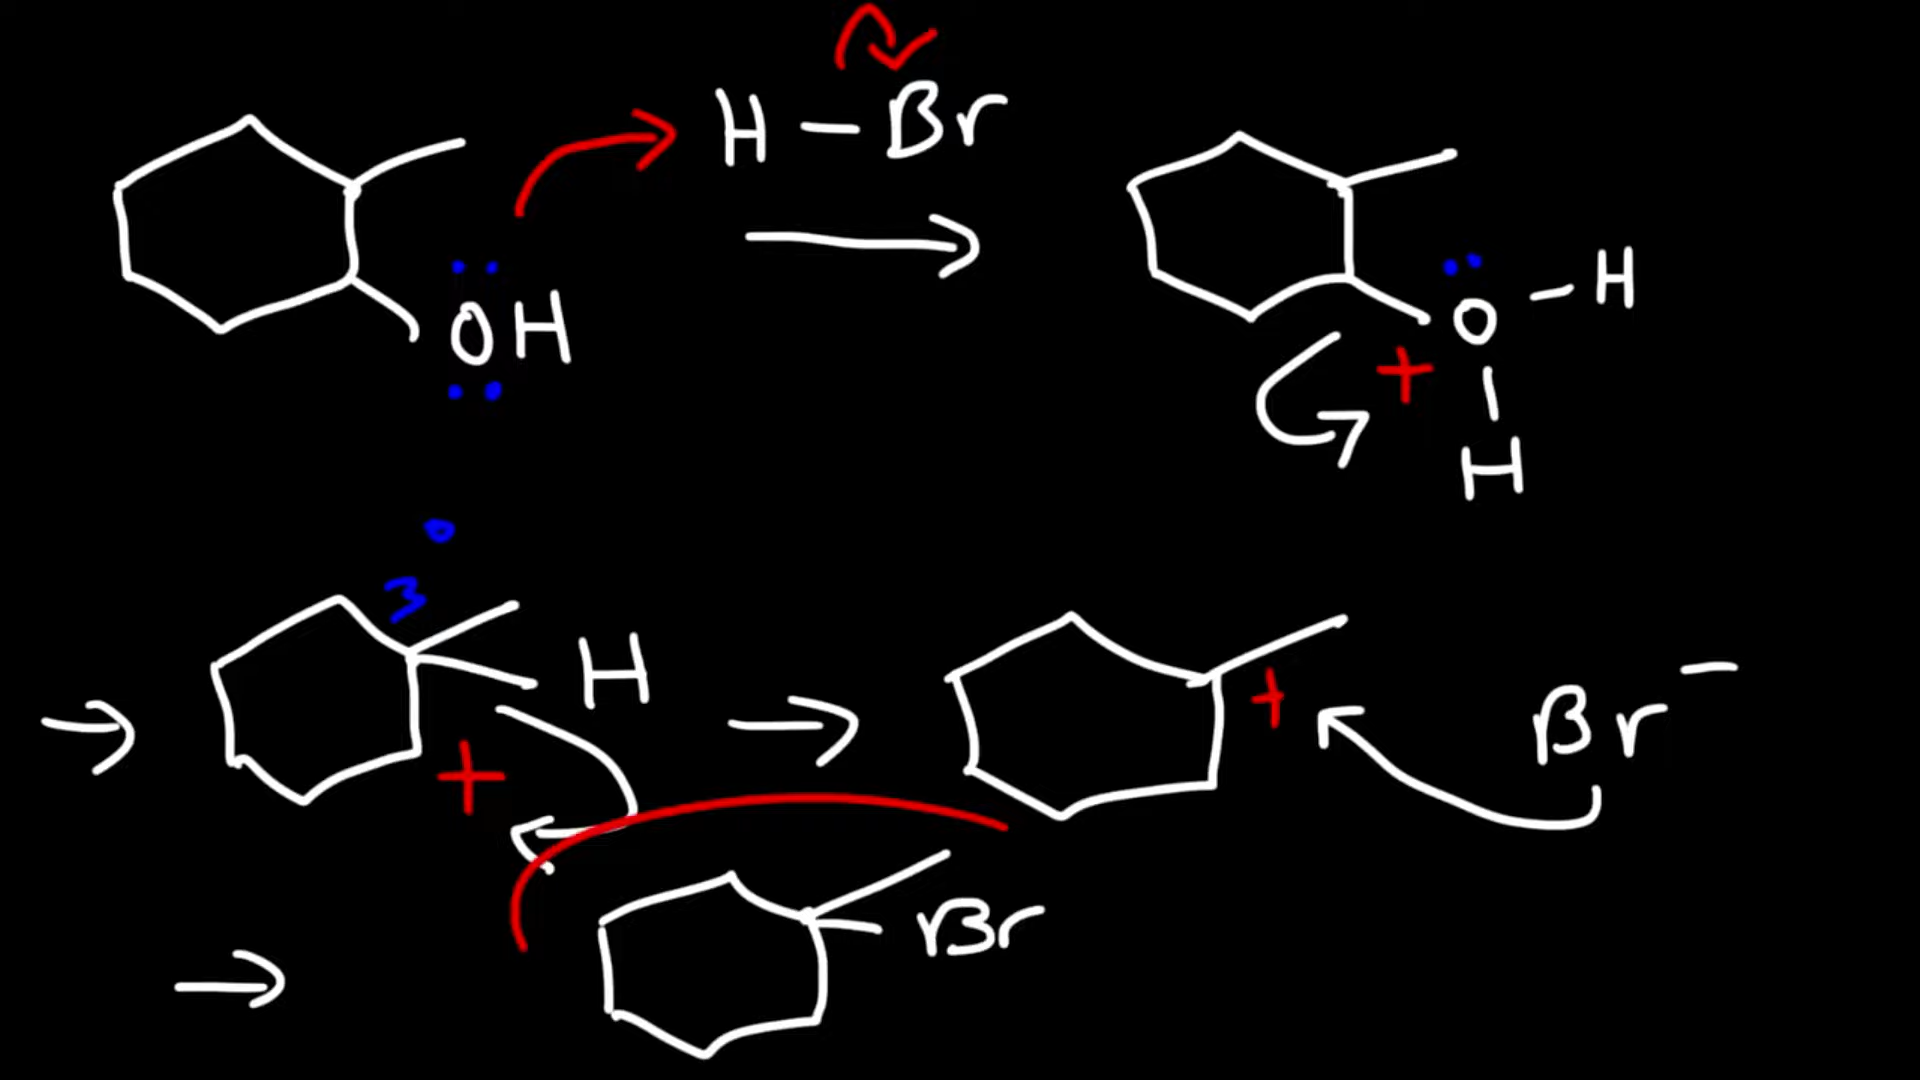 H - Br
OH
O - H
+
H
3°
H
+
+
Br⁻
Br